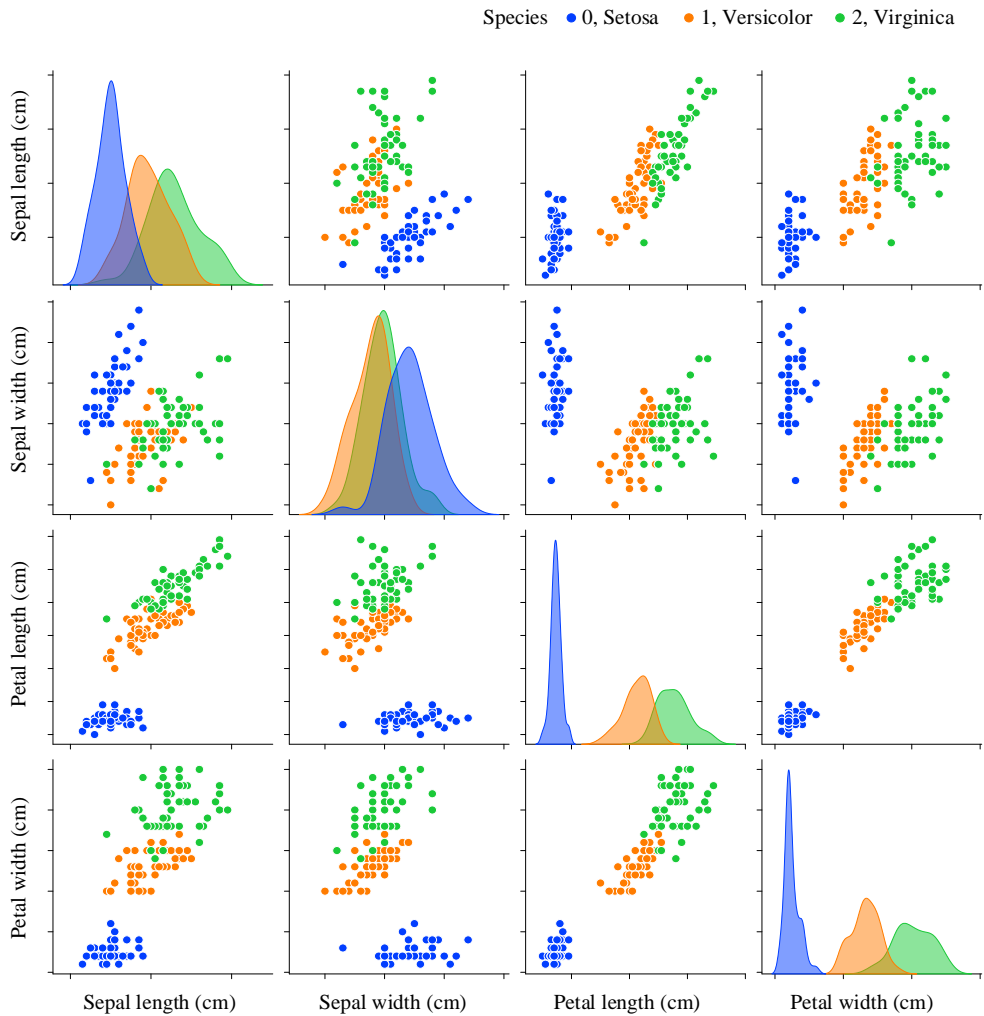 Species 0, Setosa 1, Versicolor 2, Virginica
Sepal length (cm)
Sepal width (cm)
Petal length (cm)
Petal width (cm)
Sepal length (cm) Sepal width (cm) Petal length (cm) Petal width (cm)